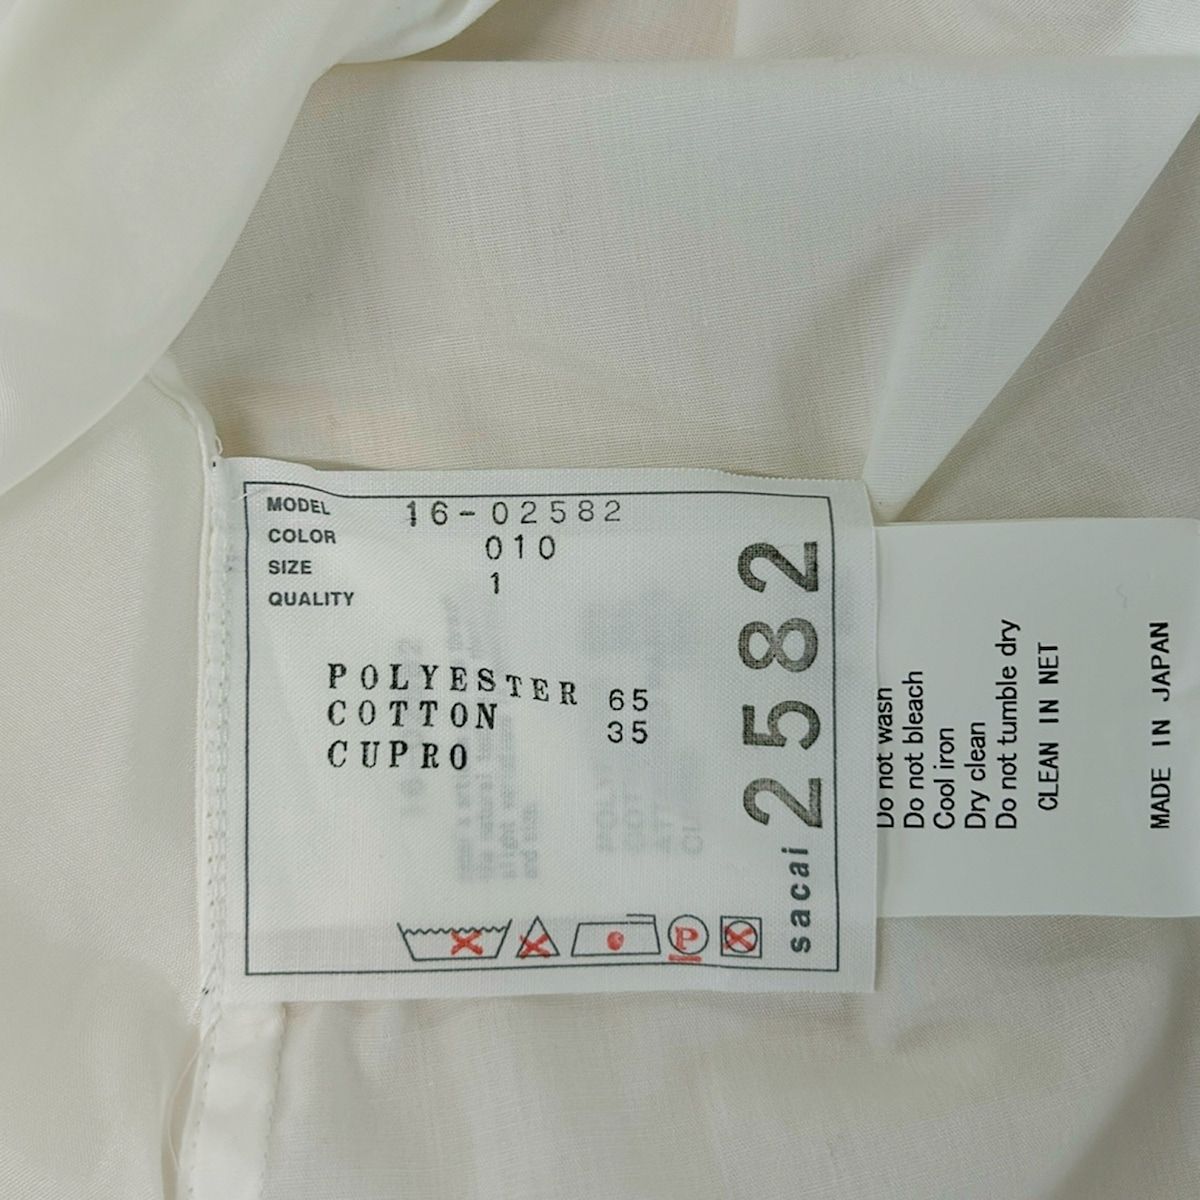 MODEL 16-02582
COLOR 010
SIZE 1
QUALITY
POLYESTER 65
COTTON 35
CUPRO
P
sacai 2582
Do not wash
Do not bleach
Cool iron
Dry clean
Do not tumble dry
CLEAN IN NET
MADE IN JAPAN